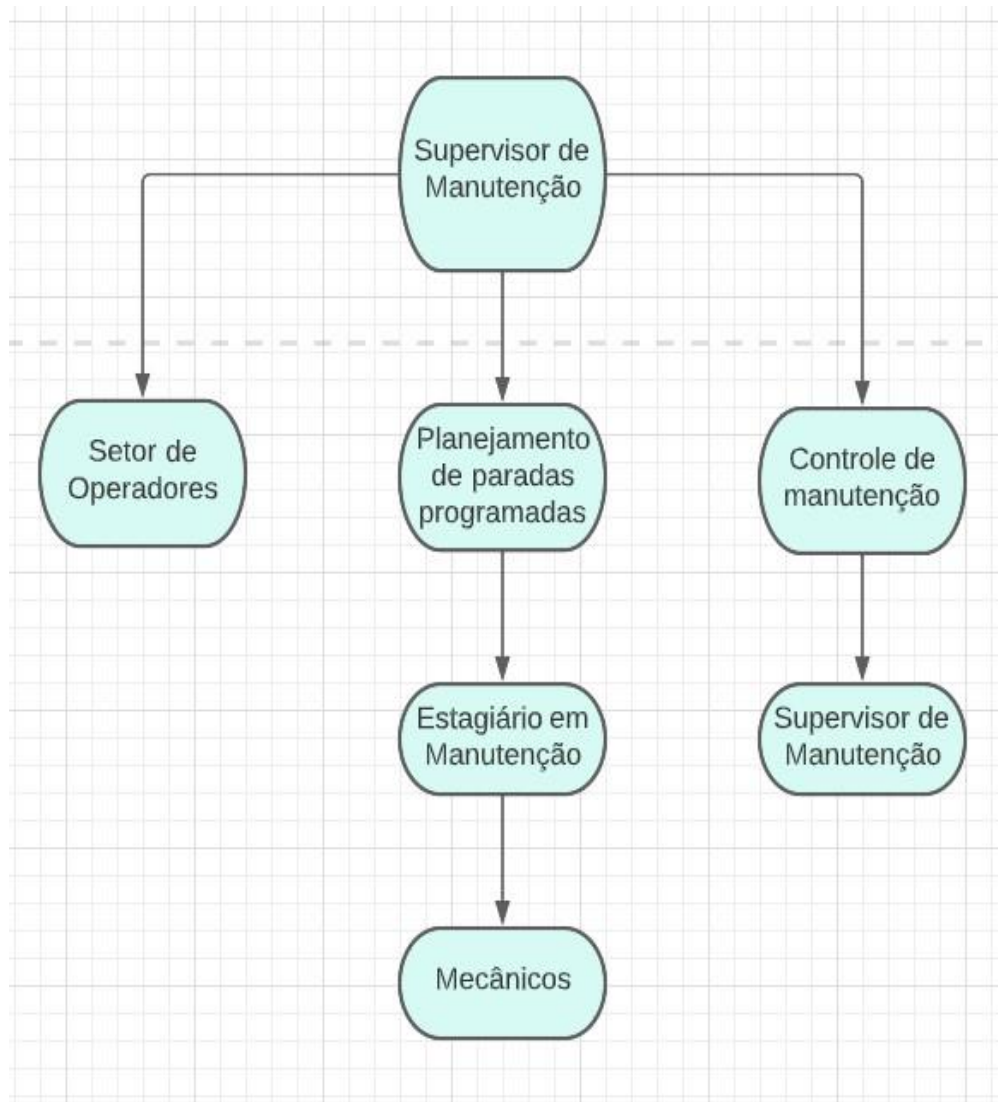 Supervisor de
Manutenção
Setor de
Operadores
Planejamento
de paradas
programadas
Controle de
manutenção
Estagiário em
Manutenção
Supervisor de
Manutenção
Mecânicos